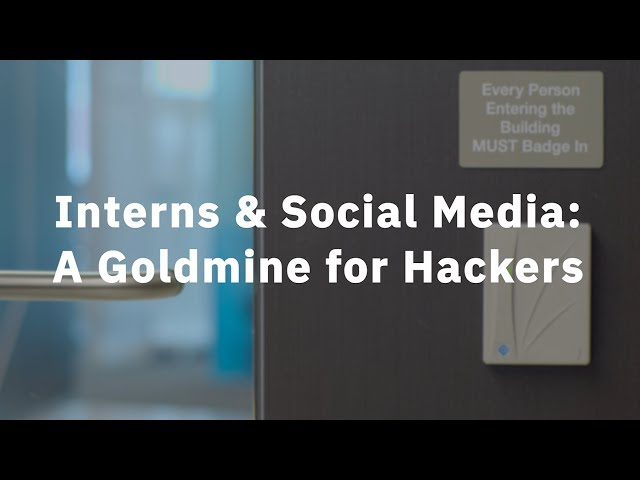 Every Person
Entering the
Building
MUST Badge In
Interns & Social Media:
A Goldmine for Hackers